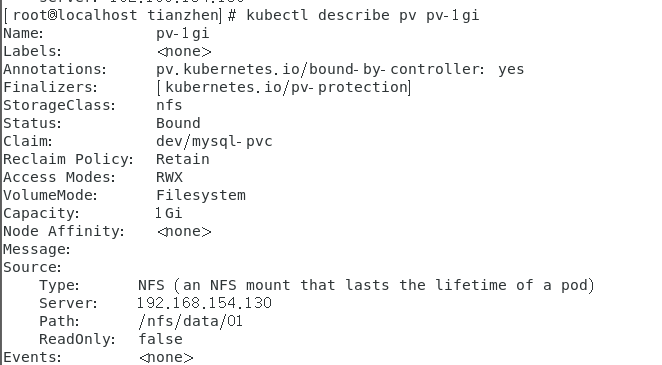 [root@localhost tianzhen]# kubectl describe pv pv-1gi
Name: pv-1gi
Labels: <none>
Annotations: pv.kubernetes.io/bound-by-controller: yes
Finalizers: [kubernetes.io/pv-protection]
StorageClass: nfs
Status: Bound
Claim: dev/mysql-pvc
Reclaim Policy: Retain
Access Modes: RWX
VolumeMode: Filesystem
Capacity: 1Gi
Node Affinity: <none>
Message:
Source:
Type: NFS (an NFS mount that lasts the lifetime of a pod)
Server: 192.168.154.130
Path: /nfs/data/01
ReadOnly: false
Events: <none>